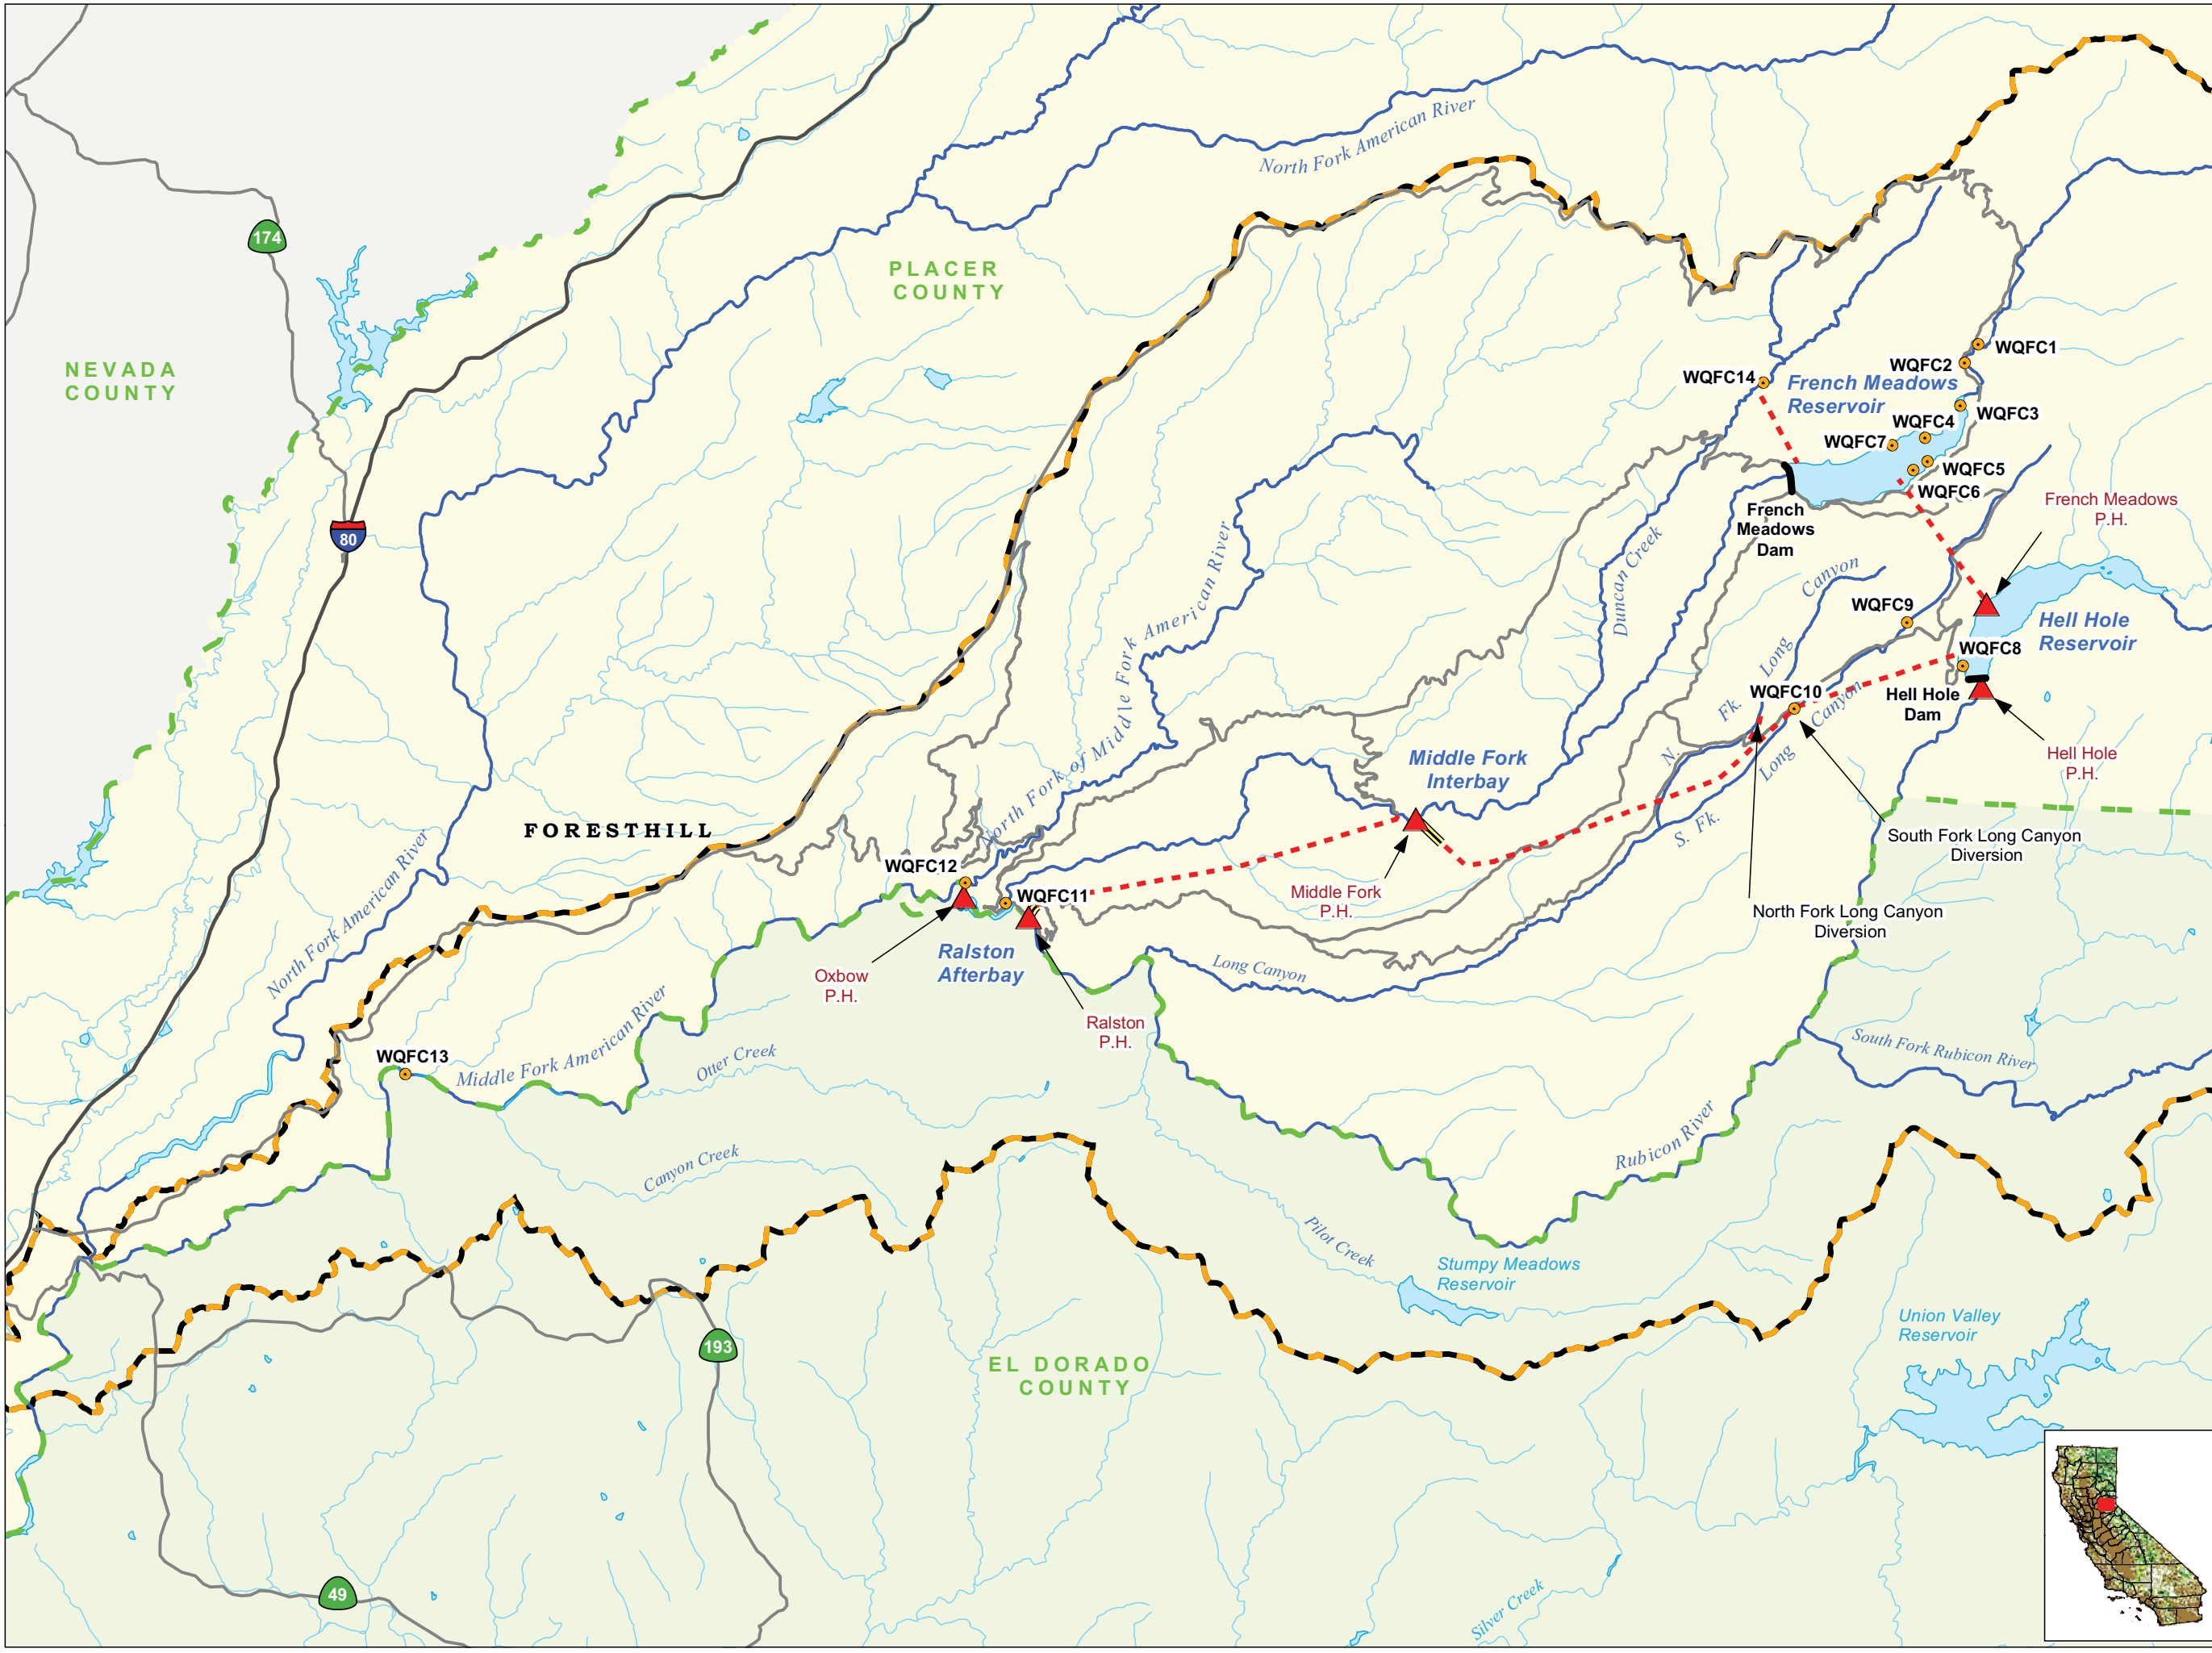 North Fork American River
174
PLACER
COUNTY
NEVADA
COUNTY
WQFC1
WQFC2
WQFC14
French Meadows
Reservoir
WQFC3
WQFC4
WQFC7
WQFC5
WQFC6
French Meadows
P.H.
French
Meadows
Dam
80
Duncan Creek
North Fork of Middle Fork American River
Canyon
Long
Fk.
N.
WQFC9
Hell Hole
Reservoir
WQFC8
WQFC10
Canyon
Long
S. Fk.
Hell Hole
Dam
Hell Hole
P.H.
Middle Fork
Interbay
South Fork Long Canyon
Diversion
FORESTHILL
WQFC12
WQFC11
Middle Fork
P.H.
North Fork Long Canyon
Diversion
North Fork American River
Ralston
Afterbay
Oxbow
P.H.
Long Canyon
Ralston
P.H.
WQFC13
Middle Fork American River
Otter Creek
South Fork Rubicon River
Canyon Creek
Rubicon River
Pilot Creek
Stumpy Meadows
Reservoir
Union Valley
Reservoir
193
EL DORADO
COUNTY
49
Silver Creek